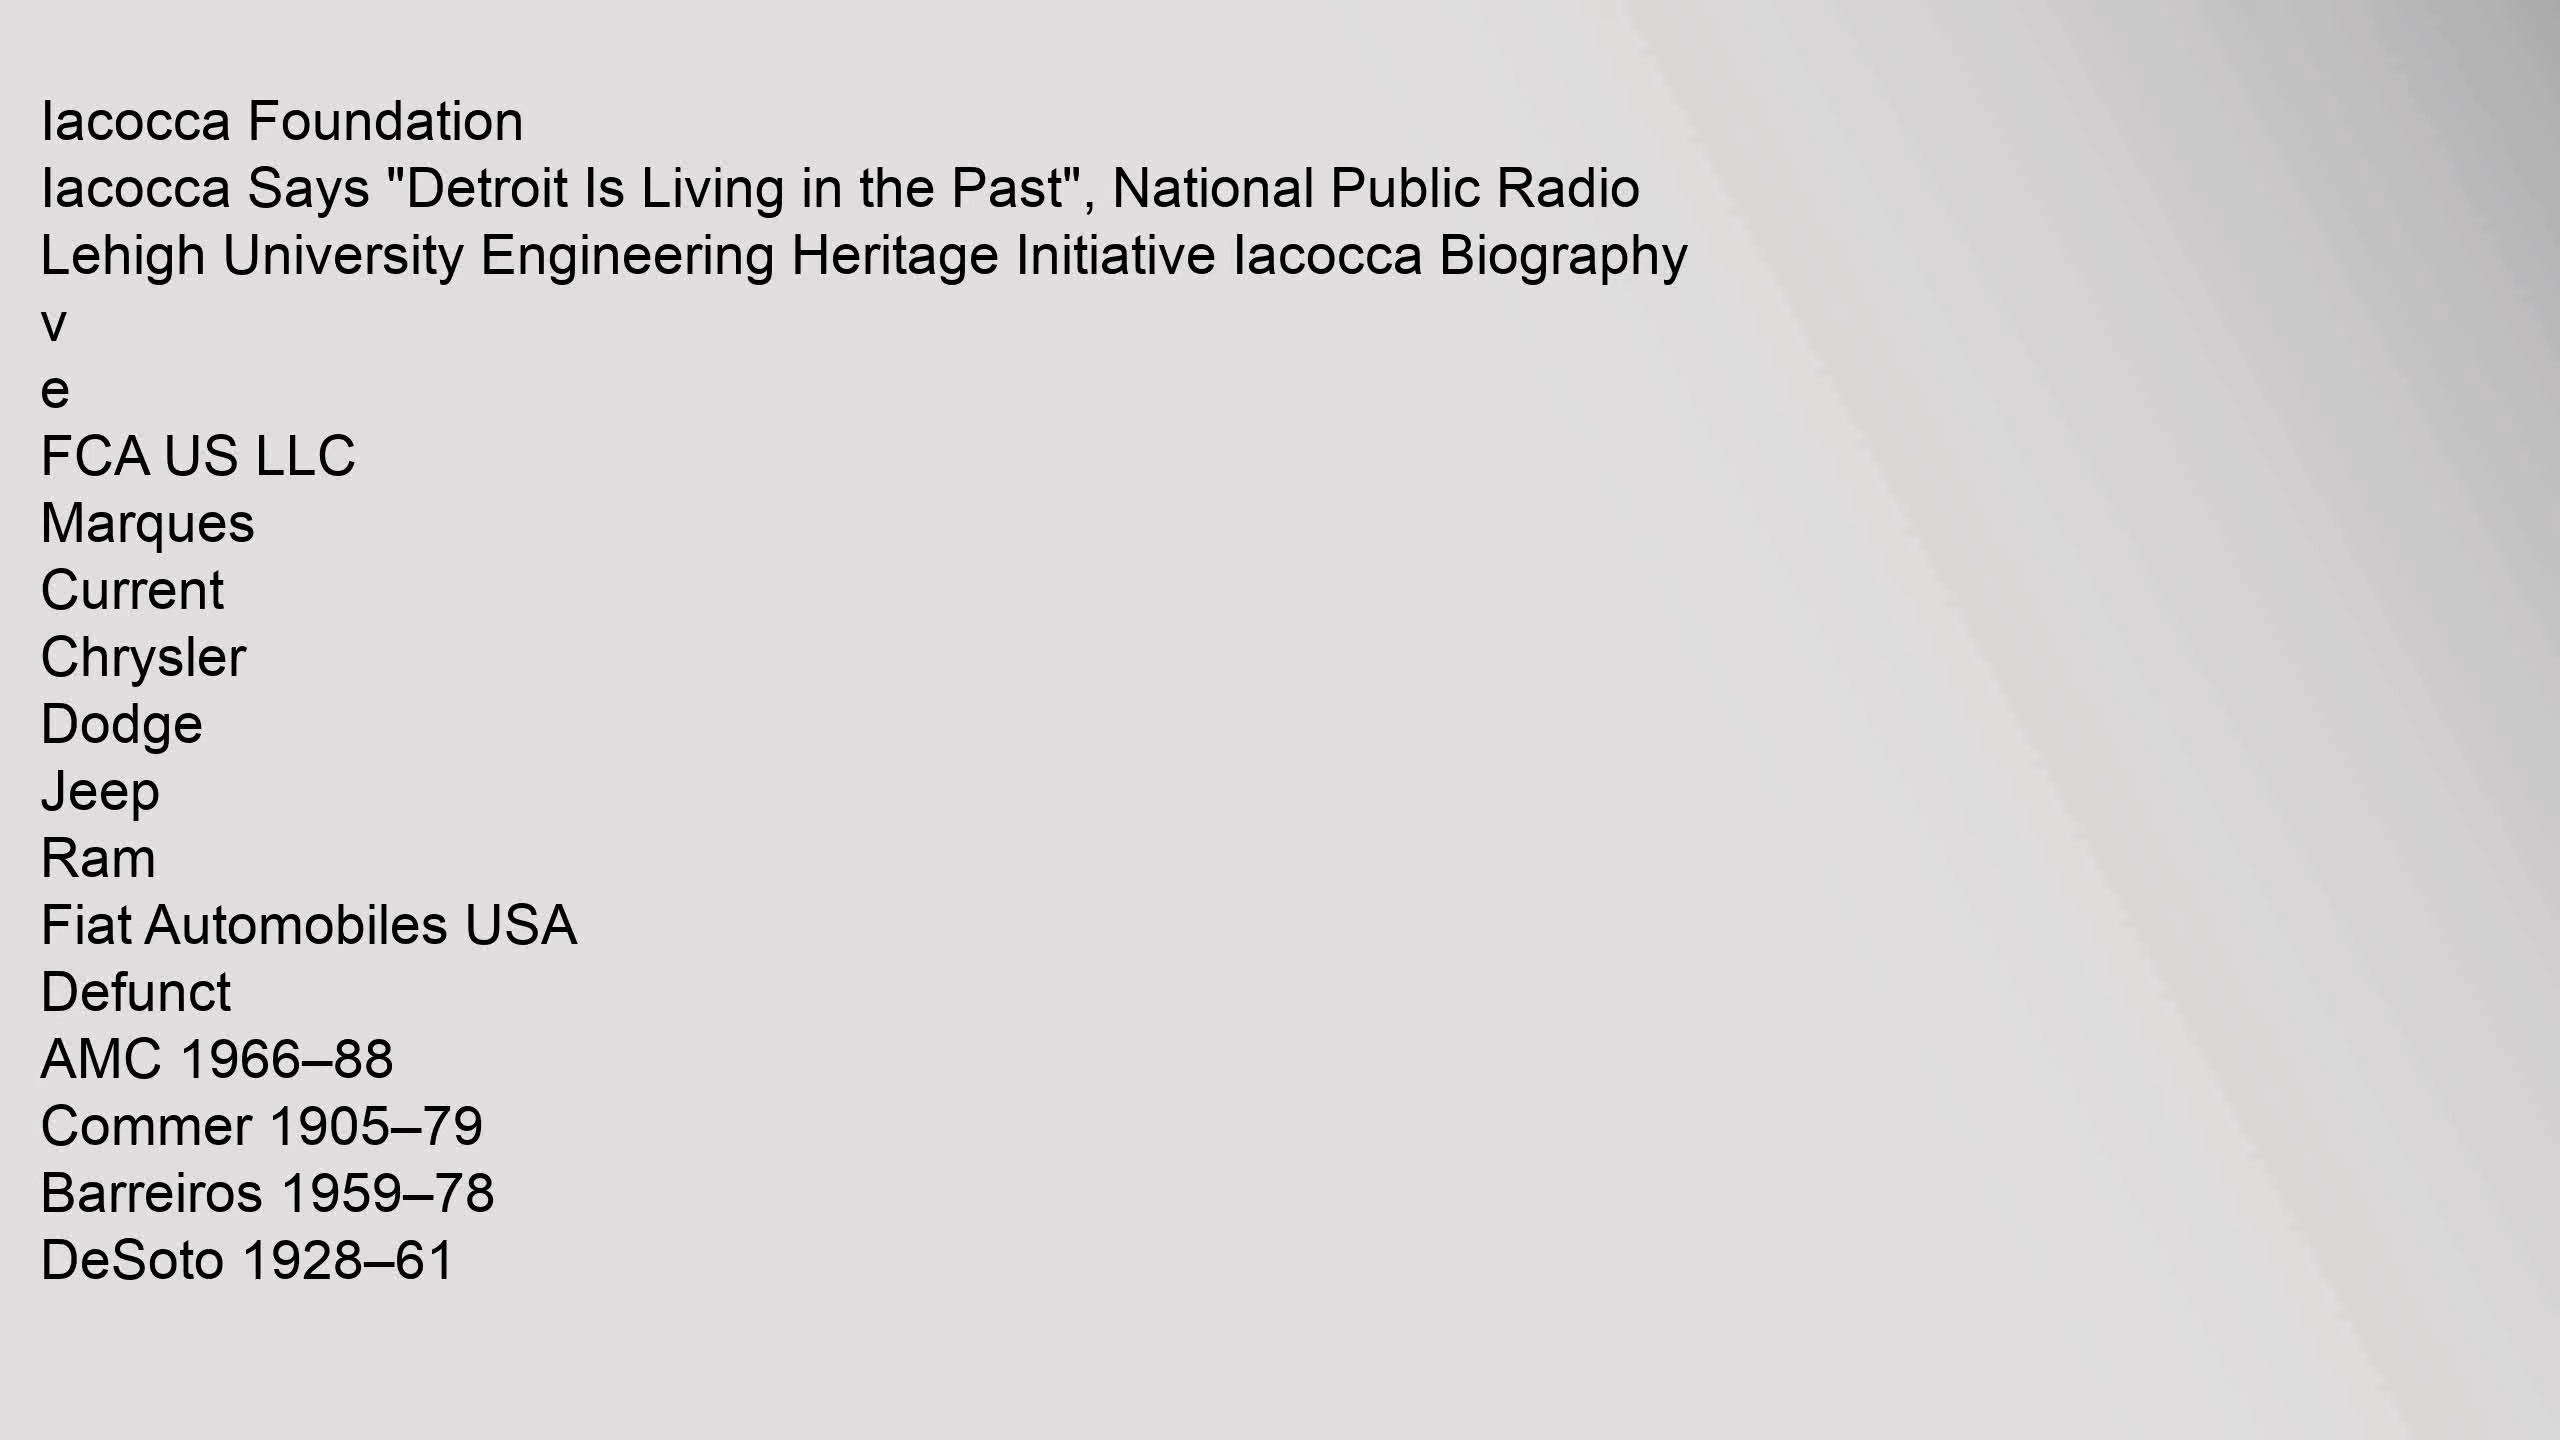 Iacocca Foundation
Iacocca Says "Detroit Is Living in the Past", National Public Radio
Lehigh University Engineering Heritage Initiative Iacocca Biography
v
e
FCA US LLC
Marques
Current
Chrysler
Dodge
Jeep
Ram
Fiat Automobiles USA
Defunct
AMC 1966–88
Commer 1905–79
Barreiros 1959–78
DeSoto 1928–61